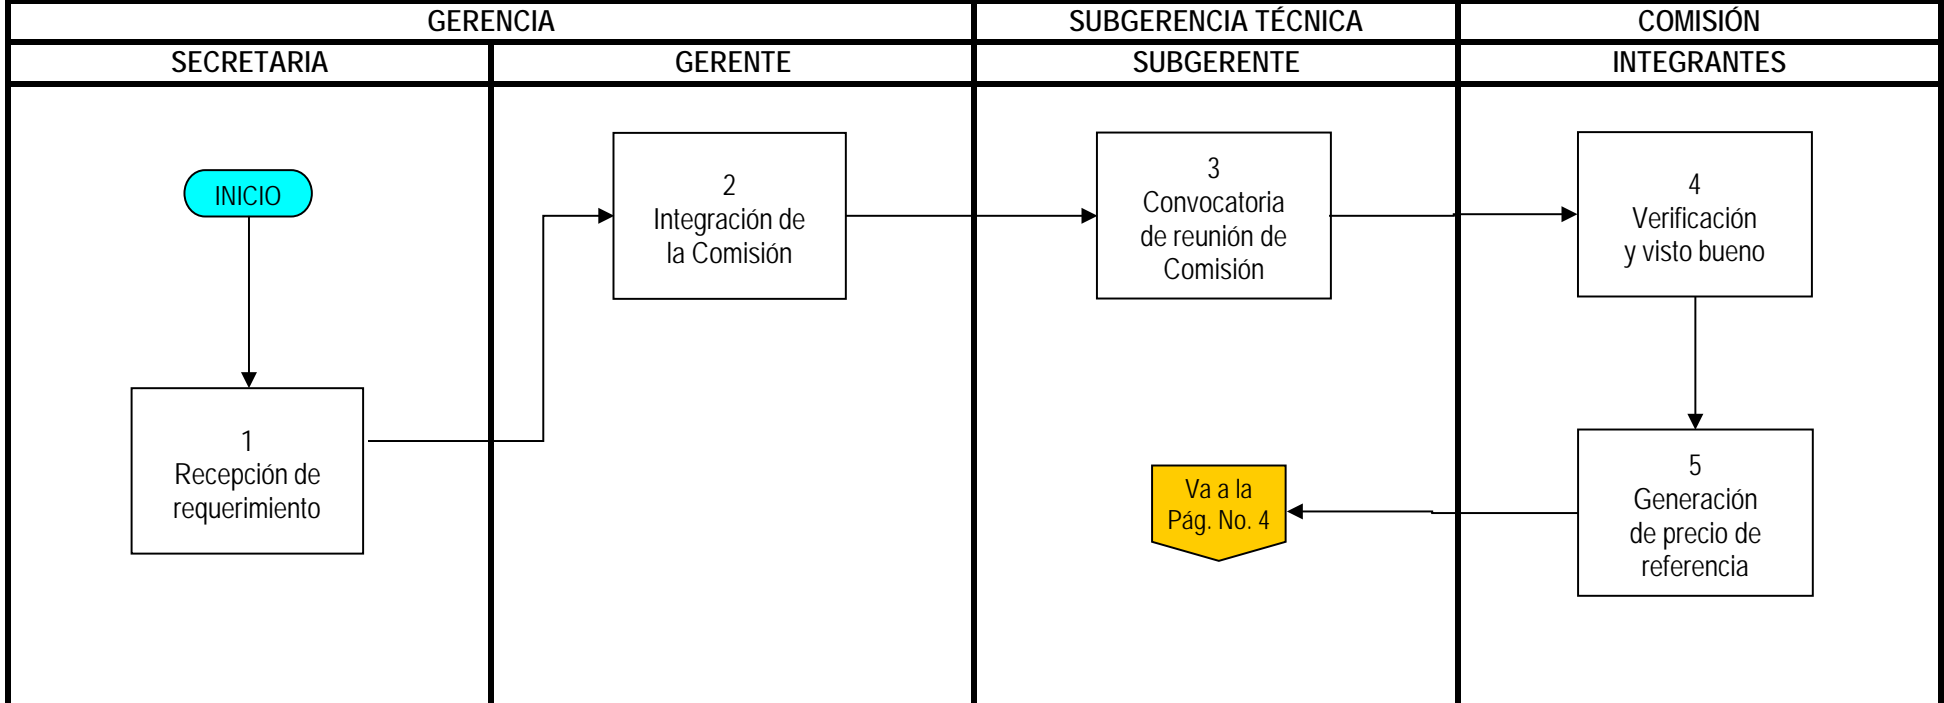 GERENCIA
SUBGERENCIA TÉCNICA
COMISIÓN
SECRETARIA
GERENTE
SUBGERENTE
INTEGRANTES
INICIO
1
Recepción de
requerimiento
2
Integración de
la Comisión
3
Convocatoria
de reunión de
Comisión
4
Verificación
y visto bueno
5
Generación
de precio de
referencia
Va a la
Pág. No. 4